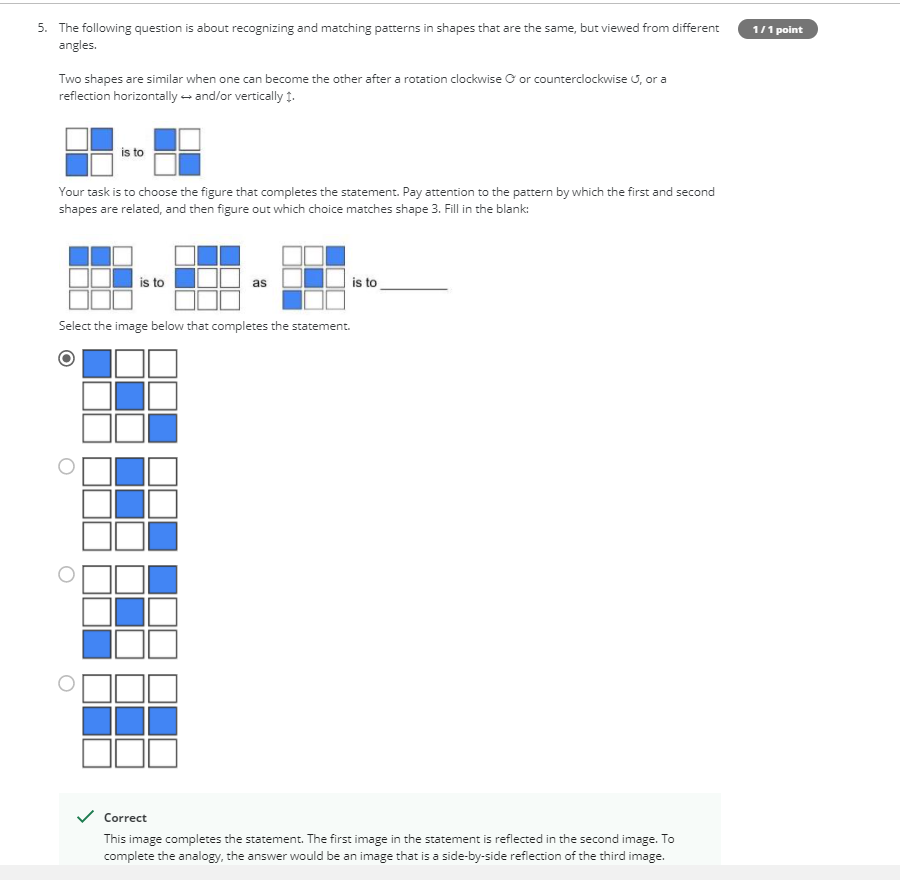 5. The following question is about recognizing and matching patterns in shapes that are the same, but viewed from different
1 / 1 point
angles.
Two shapes are similar when one can become the other after a rotation clockwise ⟳ or counterclockwise ↺, or a
reflection horizontally ↔ and/or vertically ↕.
is to
Your task is to choose the figure that completes the statement. Pay attention to the pattern by which the first and second
shapes are related, and then figure out which choice matches shape 3. Fill in the blank:
is to as is to ________
Select the image below that completes the statement.
Correct
This image completes the statement. The first image in the statement is reflected in the second image. To
complete the analogy, the answer would be an image that is a side-by-side reflection of the third image.